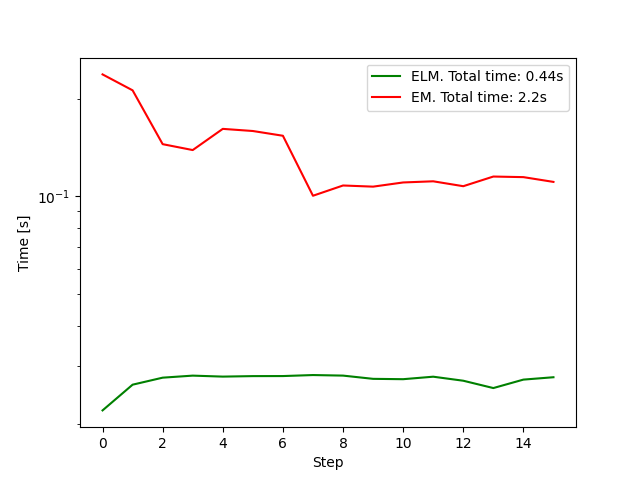 ELM. Total time: 0.44s
EM. Total time: 2.2s
10⁻¹
Time [s]
0 2 4 6 8 10 12 14
Step